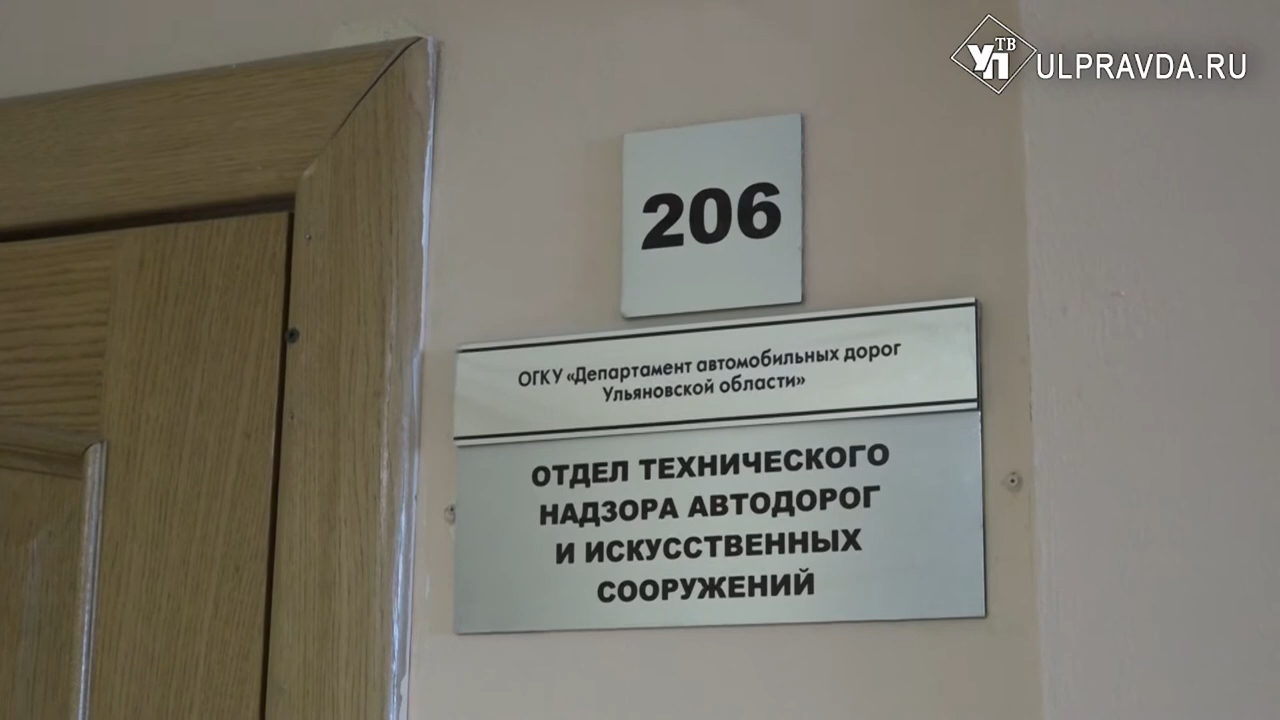 УП ТВ ULPRAVDA.RU
206
ОГКУ «Департамент автомобильных дорог
Ульяновской области»
ОТДЕЛ ТЕХНИЧЕСКОГО
НАДЗОРА АВТОДОРОГ
И ИСКУССТВЕННЫХ
СООРУЖЕНИЙ